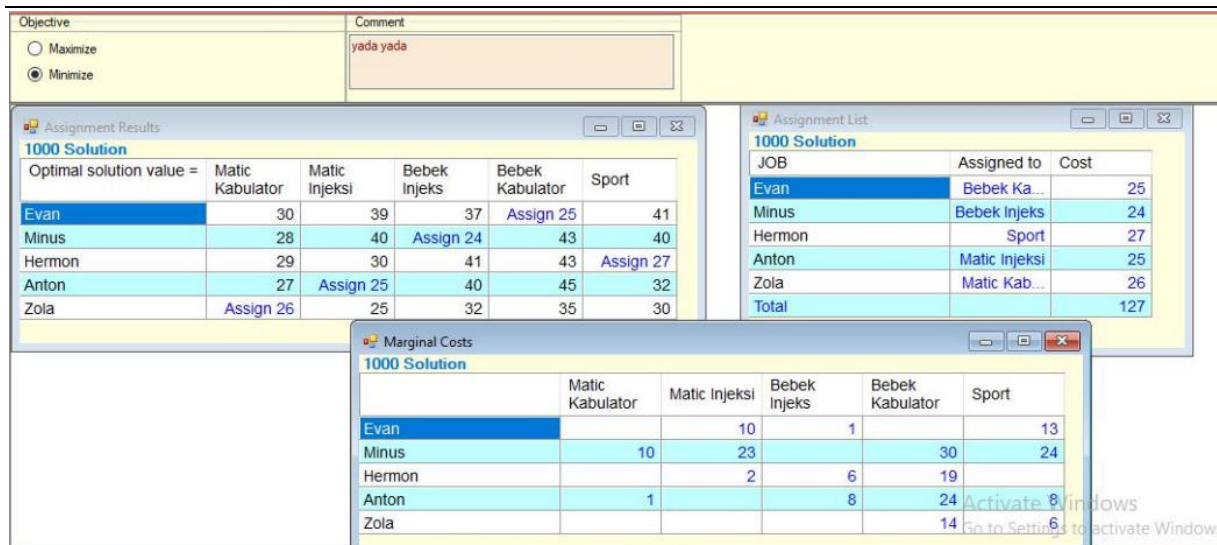 Objective
Maximize
Minimize
Comment
yada yada
Assignment Results
1000 Solution
Optimal solution value = Matic Kabulator Matic Injeksi Bebek Injeks Bebek Kabulator Sport
Evan 30 39 37 Assign 25 41
Minus 28 40 Assign 24 43 40
Hermon 29 30 41 43 Assign 27
Anton 27 Assign 25 40 45 32
Zola Assign 26 25 32 35 30
Assignment List
1000 Solution
JOB Assigned to Cost
Evan Bebek Ka... 25
Minus Bebek Injeks 24
Hermon Sport 27
Anton Matic Injeksi 25
Zola Matic Kab... 26
Total 127
Marginal Costs
1000 Solution
Matic Kabulator Matic Injeksi Bebek Injeks Bebek Kabulator Sport
Evan 10 1 13
Minus 10 23 30 24
Hermon 2 6 19
Anton 1 8 24 8
Zola 14 6
Activate Windows
Go to Settings to activate Window